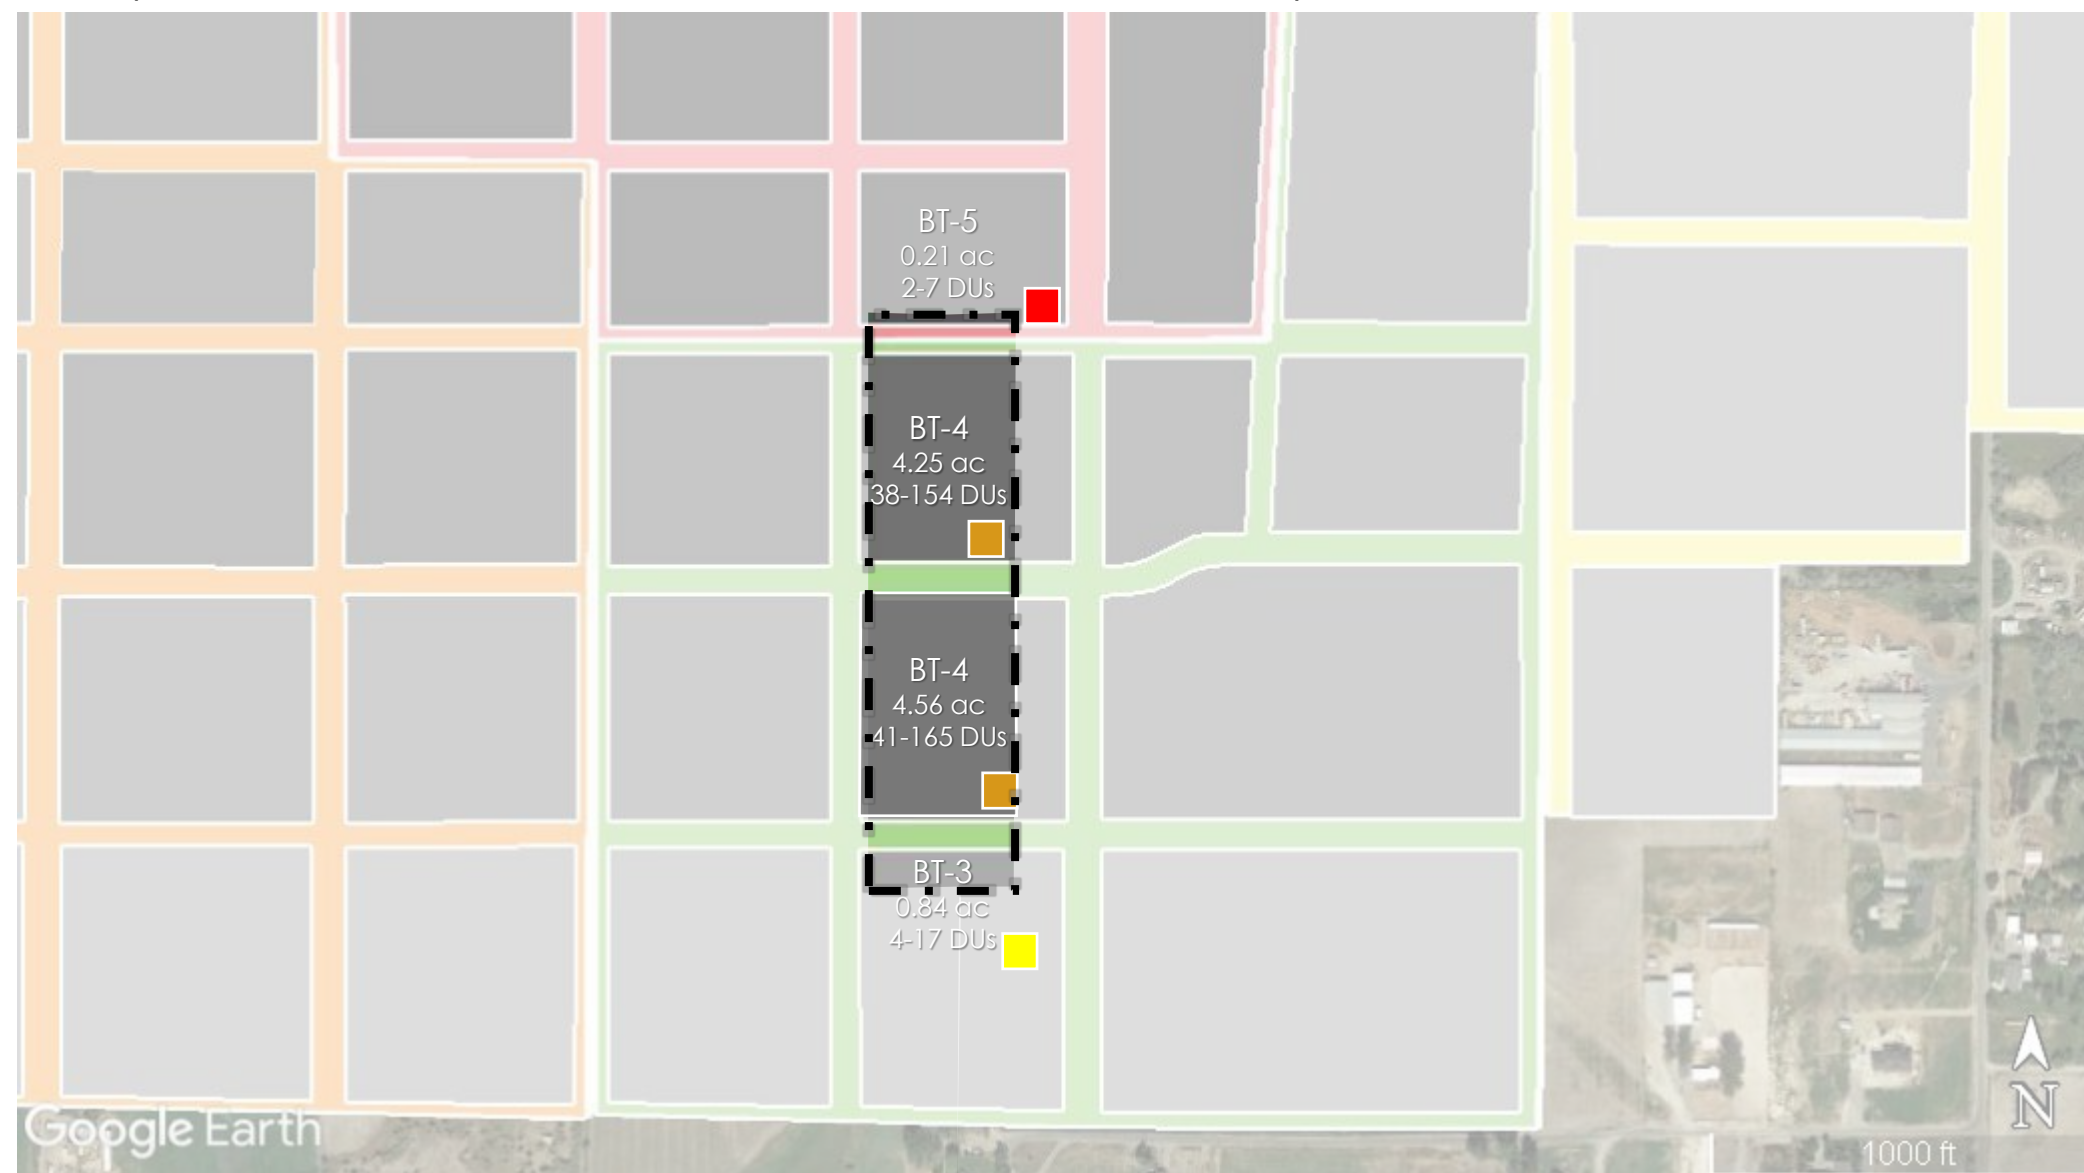 BT-5
0.21 ac
2-7 DUs
BT-4
4.25 ac
38-154 DUs
BT-4
4.56 ac
41-165 DUs
BT-3
0.84 ac
4-17 DUs
Google Earth
N
1000 ft